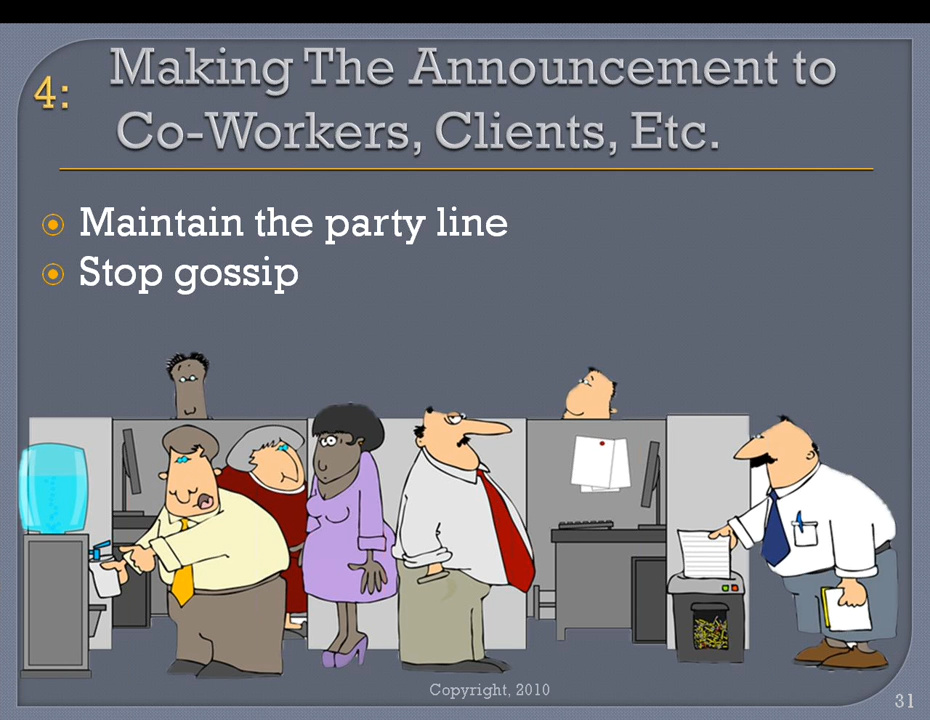 4: Making The Announcement to
Co-Workers, Clients, Etc.
Maintain the party line
Stop gossip
Copyright, 2010
31